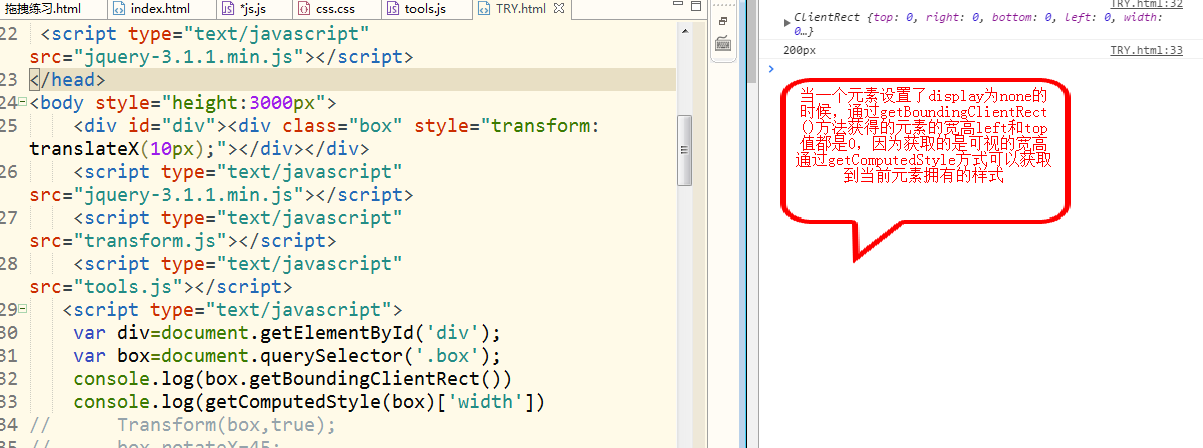 拖拽练习.html
index.html
*js.js
css.css
tools.js
TRY.html
22 <script type="text/javascript"
src="jquery-3.1.1.min.js"></script>
23 </head>
24 <body style="height:3000px">
25 <div id="div"><div class="box" style="transform:
translateX(10px);"></div></div>
26 <script type="text/javascript"
src="jquery-3.1.1.min.js"></script>
27 <script type="text/javascript"
src="transform.js"></script>
28 <script type="text/javascript"
src="tools.js"></script>
29 <script type="text/javascript">
30 var div=document.getElementById('div');
31 var box=document.querySelector('.box');
32 console.log(box.getBoundingClientRect())
33 console.log(getComputedStyle(box)['width'])
34 // Transform(box,true);
35 // box.rotateX=45;
TRY.html:32
ClientRect {top: 0, right: 0, bottom: 0, left: 0, width:
0…}
200px TRY.html:33
当一个元素设置了display为none的
时候，通过getBoundingClientRect
()方法获得的元素的宽高left和top
值都是0，因为获取的是可视的宽高
通过getComputedStyle方式可以获取
到当前元素拥有的样式